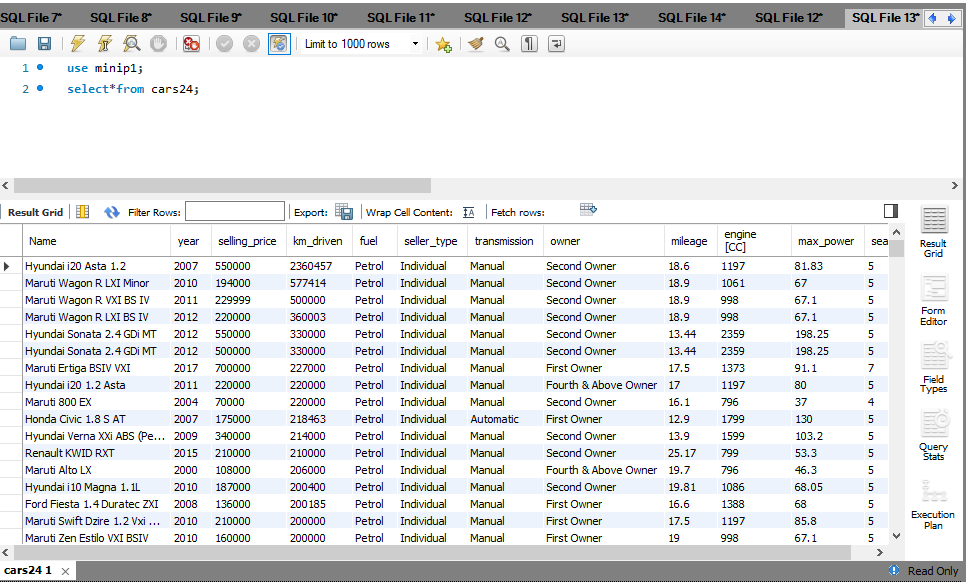 SQL File 7* SQL File 8* SQL File 9* SQL File 10* SQL File 11* SQL File 12* SQL File 13* SQL File 14* SQL File 12* SQL File 13*
Limit to 1000 rows
1 use minip1;
2 select*from cars24;
Result Grid Filter Rows: Export: Wrap Cell Content: Fetch rows:
Name year selling_price km_driven fuel seller_type transmission owner mileage engine [CC] max_power sea
Hyundai i20 Asta 1.2 2007 550000 2360457 Petrol Individual Manual Second Owner 18.6 1197 81.83 5
Maruti Wagon R LXI Minor 2010 194000 577414 Petrol Individual Manual Second Owner 18.9 1061 67 5
Maruti Wagon R VXI BS IV 2011 229999 500000 Petrol Individual Manual Second Owner 18.9 998 67.1 5
Maruti Wagon R LXI BS IV 2012 220000 360003 Petrol Individual Manual Second Owner 18.9 998 67.1 5
Hyundai Sonata 2.4 GDi MT 2012 550000 330000 Petrol Individual Manual Second Owner 13.44 2359 198.25 5
Hyundai Sonata 2.4 GDi MT 2012 500000 330000 Petrol Individual Manual Second Owner 13.44 2359 198.25 5
Maruti Ertiga BSIV VXI 2017 700000 227000 Petrol Individual Manual First Owner 17.5 1373 91.1 7
Hyundai i20 1.2 Asta 2011 220000 220000 Petrol Individual Manual Fourth & Above Owner 17 1197 80 5
Maruti 800 EX 2004 70000 220000 Petrol Individual Manual Second Owner 16.1 796 37 4
Honda Civic 1.8 S AT 2007 175000 218463 Petrol Individual Automatic First Owner 12.9 1799 130 5
Hyundai Verna XXi ABS (Pe... 2009 340000 214000 Petrol Individual Manual Second Owner 13.9 1599 103.2 5
Renault KWID RXT 2015 210000 210000 Petrol Individual Manual Second Owner 25.17 799 53.3 5
Maruti Alto LX 2000 108000 206000 Petrol Individual Manual Fourth & Above Owner 19.7 796 46.3 5
Hyundai i10 Magna 1.1L 2010 187000 200400 Petrol Individual Manual Second Owner 19.81 1086 68.05 5
Ford Fiesta 1.4 Duratec ZXI 2008 136000 200185 Petrol Individual Manual First Owner 16.6 1388 68 5
Maruti Swift Dzire 1.2 Vxi ... 2010 210000 200000 Petrol Individual Manual First Owner 17.5 1197 85.8 5
Maruti Zen Estilo VXI BSIV 2010 160000 200000 Petrol Individual Manual First Owner 19 998 67.1 5
Result
Grid
Form
Editor
Field
Types
Query
Stats
Execution
Plan
cars24 1 Read Only